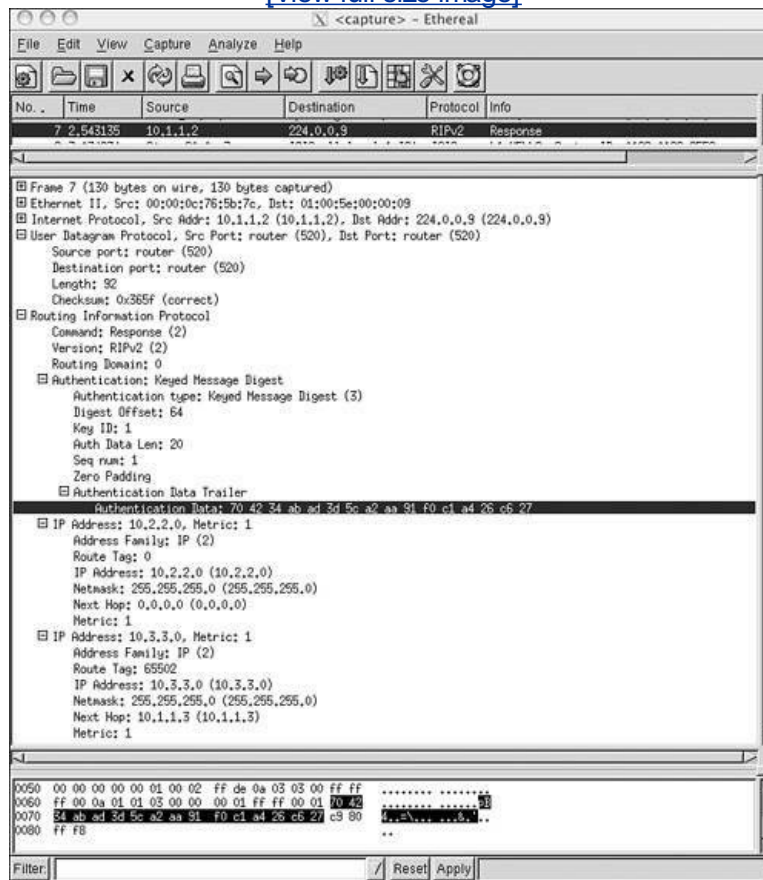 [View full size image]
<capture> - Ethereal
File Edit View Capture Analyze Help
No. . Time Source Destination Protocol Info
7 2.543135 10.1.1.2 224.0.0.9 RIPv2 Response
Frame 7 (130 bytes on wire, 130 bytes captured)
Ethernet II, Src: 00:00:0c:76:5b:7c, Dst: 01:00:5e:00:00:09
Internet Protocol, Src Addr: 10.1.1.2 (10.1.1.2), Dst Addr: 224.0.0.9 (224.0.0.9)
User Datagram Protocol, Src Port: router (520), Dst Port: router (520)
Source port: router (520)
Destination port: router (520)
Length: 92
Checksum: 0x365f (correct)
Routing Information Protocol
Command: Response (2)
Version: RIPv2 (2)
Routing Domain: 0
Authentication: Keyed Message Digest
Authentication type: Keyed Message Digest (3)
Digest Offset: 64
Key ID: 1
Auth Data Len: 20
Seq num: 1
Zero Padding
Authentication Data Trailer
Authentication Data: 70 42 34 ab ad 3d 5c a2 aa 91 f0 c1 a4 26 c6 27
IP Address: 10.2.2.0, Metric: 1
Address Family: IP (2)
Route Tag: 0
IP Address: 10.2.2.0 (10.2.2.0)
Netmask: 255.255.255.0 (255.255.255.0)
Next Hop: 0.0.0.0 (0.0.0.0)
Metric: 1
IP Address: 10.3.3.0, Metric: 1
Address Family: IP (2)
Route Tag: 65502
IP Address: 10.3.3.0 (10.3.3.0)
Netmask: 255.255.255.0 (255.255.255.0)
Next Hop: 10.1.1.3 (10.1.1.3)
Metric: 1
0050 00 00 00 00 00 01 00 02 ff de 0a 03 03 00 ff ff ........ ........
0060 ff 00 0a 01 01 03 00 00 00 01 ff ff 00 01 70 42 ........ ......pB
0070 34 ab ad 3d 5c a2 aa 91 f0 c1 a4 26 c6 27 c9 80 4..=\... ...&.'..
0080 ff f8 ..
Filter: / Reset Apply